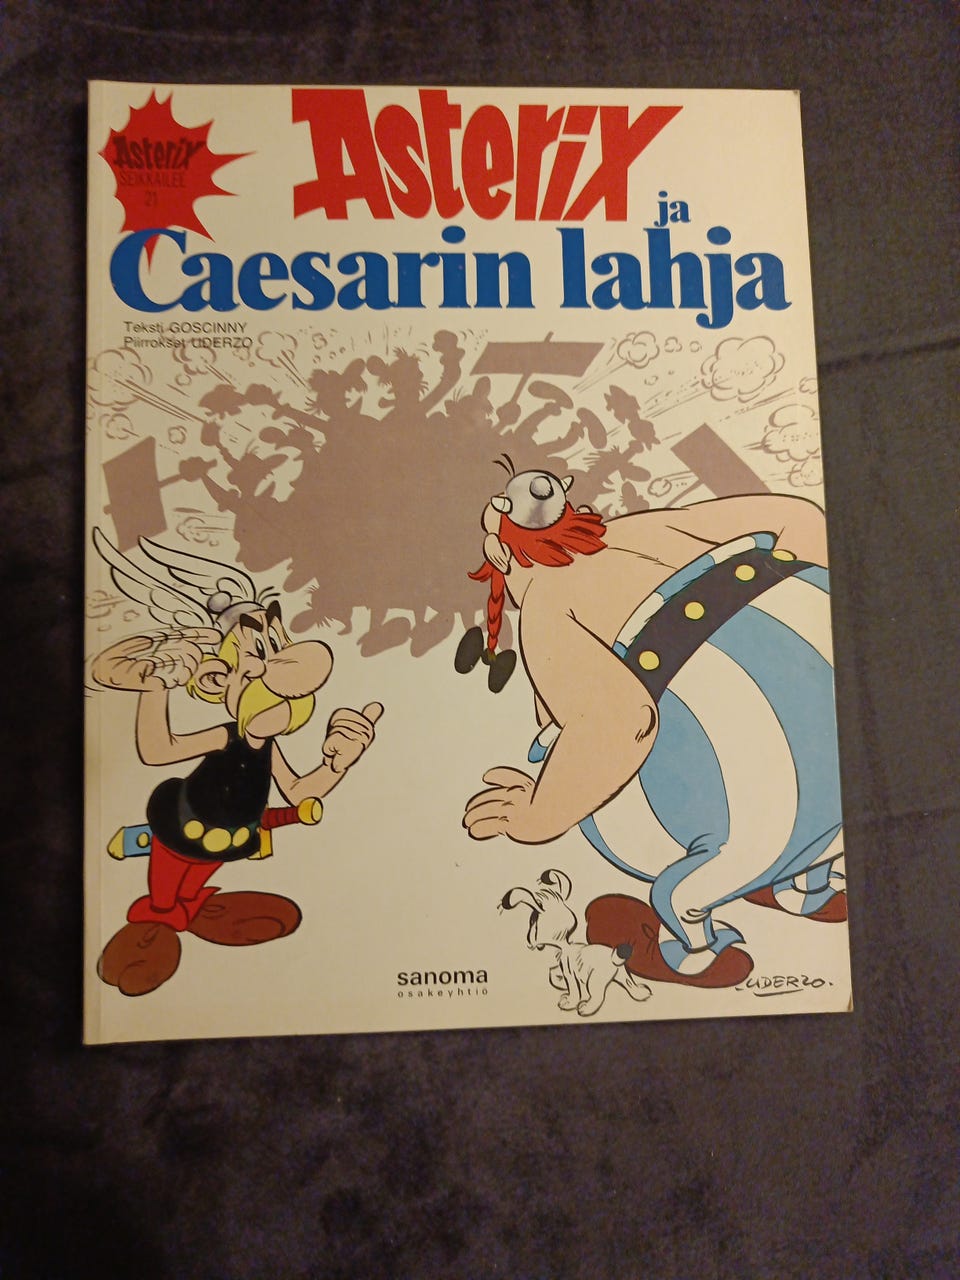 Asterix
SEIKKAILEE
21
Asterix
ja
Caesarin lahja
Teksti GOSCINNY
Piirrokset UDERZO
sanoma
osakeyhtiö
UDERZO.